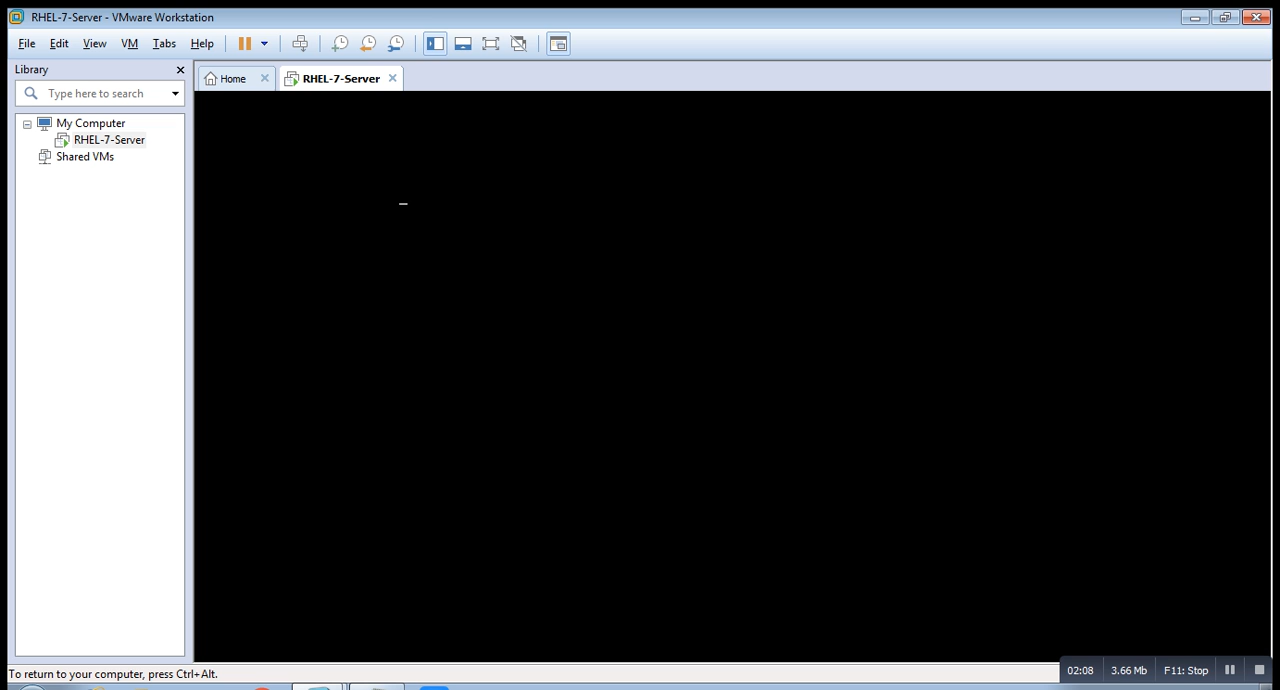 RHEL-7-Server - VMware Workstation
File Edit View VM Tabs Help
Library
Type here to search
My Computer
RHEL-7-Server
Shared VMs
Home
RHEL-7-Server
To return to your computer, press Ctrl+Alt.
02:08 3.66 Mb F11: Stop